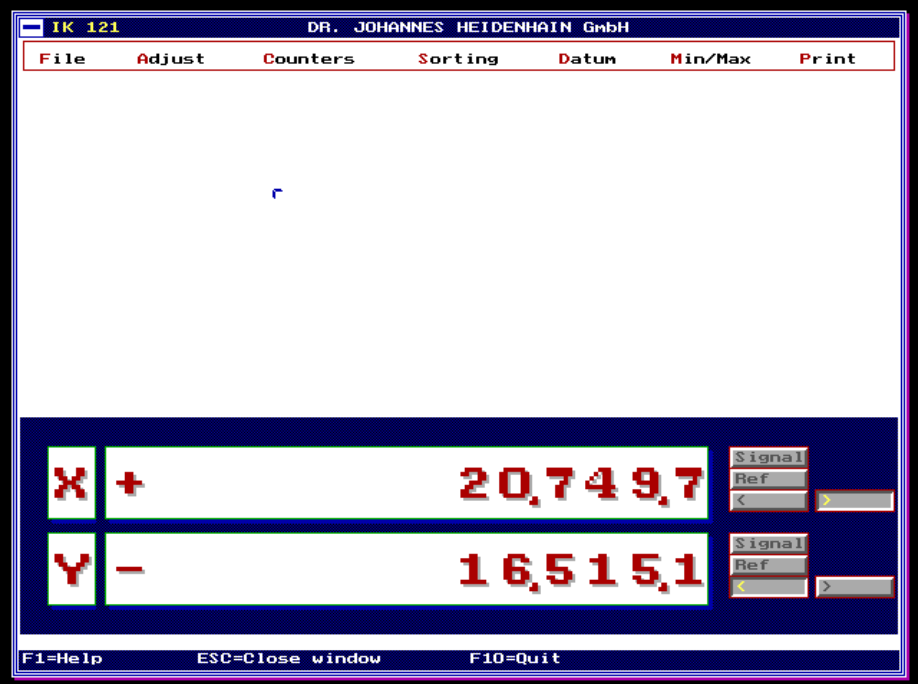 IK 121 DR. JOHANNES HEIDENHAIN GmbH
File Adjust Counters Sorting Datum Min/Max Print
X + 20,749,7
Signal
Ref
< >
Y - 16,515,1
Signal
Ref
< >
F1=Help ESC=Close window F10=Quit